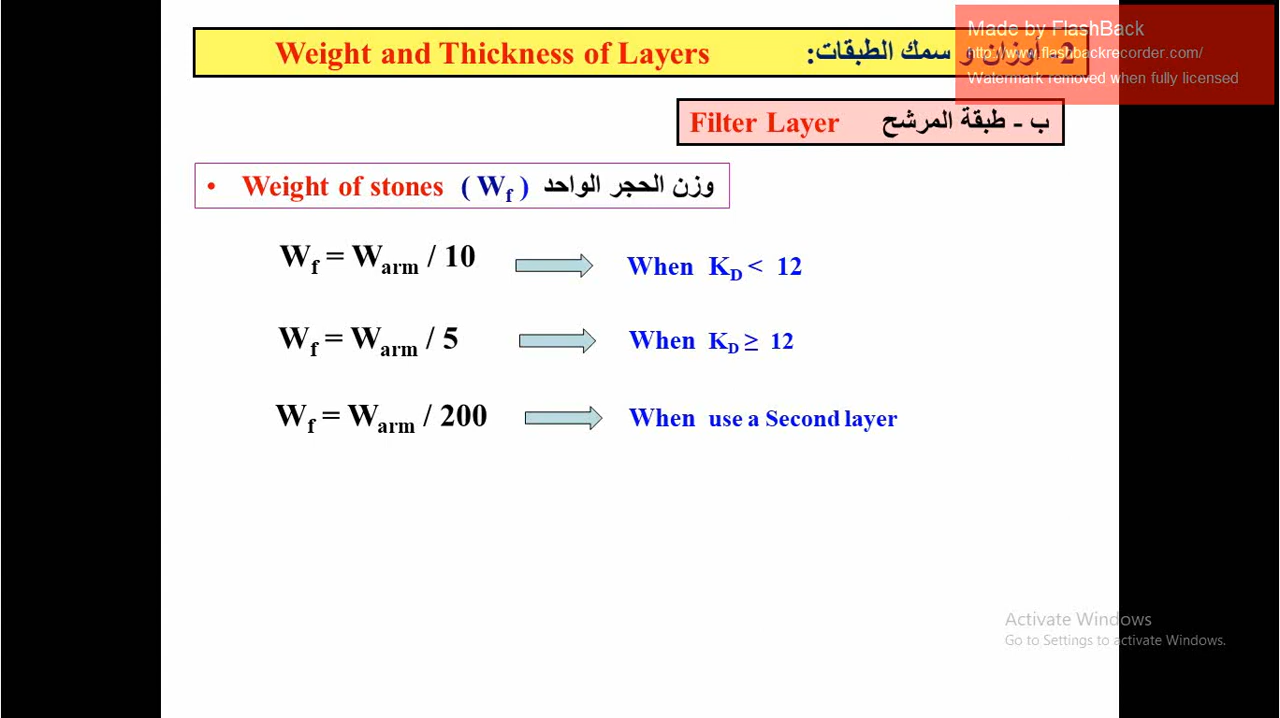 Made by FlashBack
http://www.flashbackrecorder.com/
Watermark removed when fully licensed
Weight and Thickness of Layers 2- أوزان و سمك الطبقات:
Filter Layer ب - طبقة المرشح
• Weight of stones ( Wf ) وزن الحجر الواحد
Wf = Warm / 10 When KD < 12
Wf = Warm / 5 When KD ≥ 12
Wf = Warm / 200 When use a Second layer
Activate Windows
Go to Settings to activate Windows.